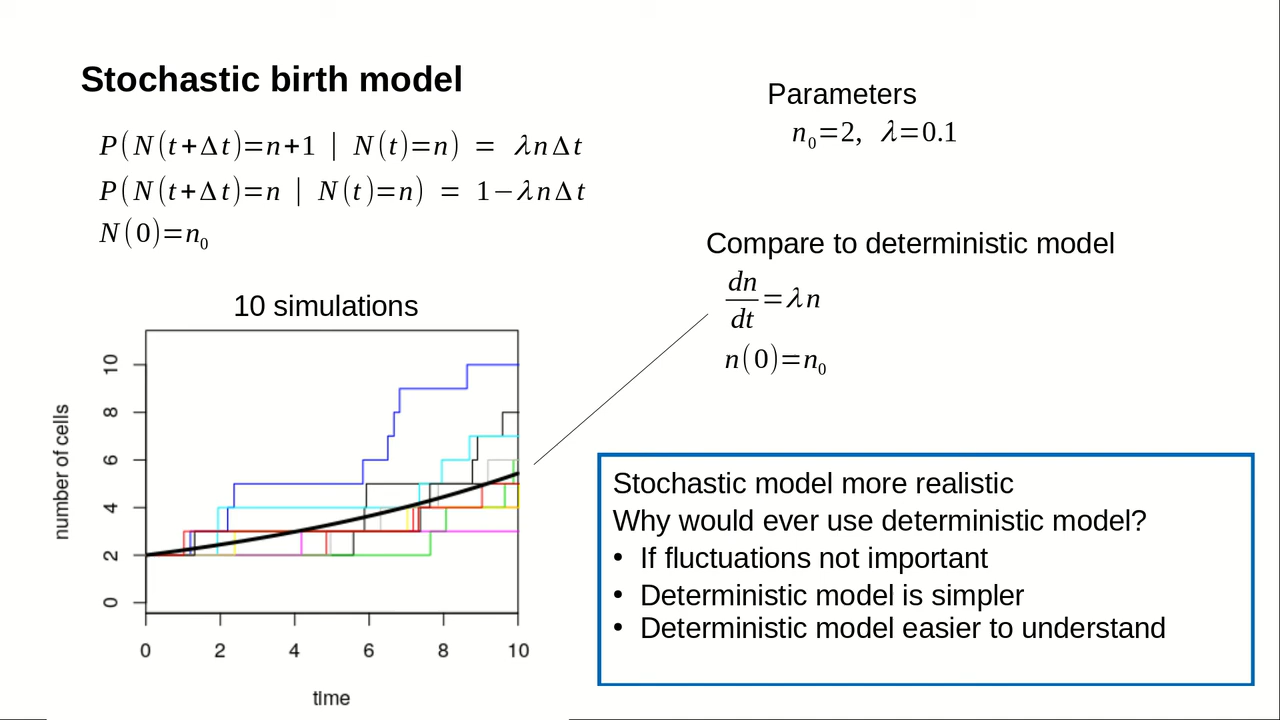 Stochastic birth model
P(N(t+Δt)=n+1 | N(t)=n) = λnΔt
P(N(t+Δt)=n | N(t)=n) = 1−λnΔt
N(0)=n₀
Parameters
n₀=2, λ=0.1
Compare to deterministic model
dn
dt
=λn
n(0)=n₀
10 simulations
number of cells
10
8
6
4
2
0
0 2 4 6 8 10
time
Stochastic model more realistic
Why would ever use deterministic model?
• If fluctuations not important
• Deterministic model is simpler
• Deterministic model easier to understand